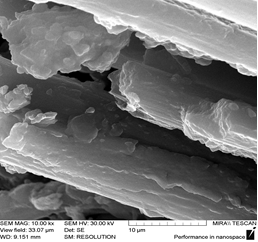 SEM MAG: 10.00 kx SEM HV: 30.00 kV MIRA\\ TESCAN
View field: 33.07 µm Det: SE 10 µm
WD: 9.151 mm SM: RESOLUTION Performance in nanospace